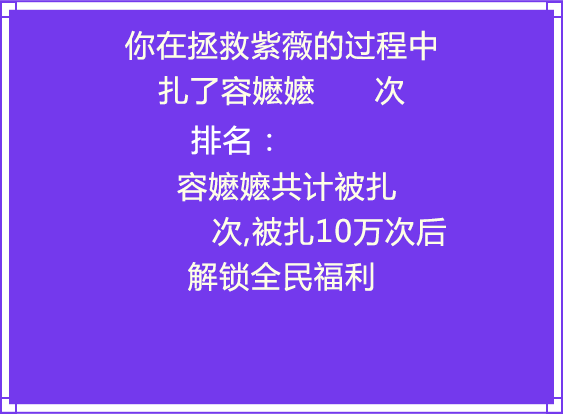 你在拯救紫薇的过程中
扎了容嬷嬷 次
排名：
容嬷嬷共计被扎
次,被扎10万次后
解锁全民福利